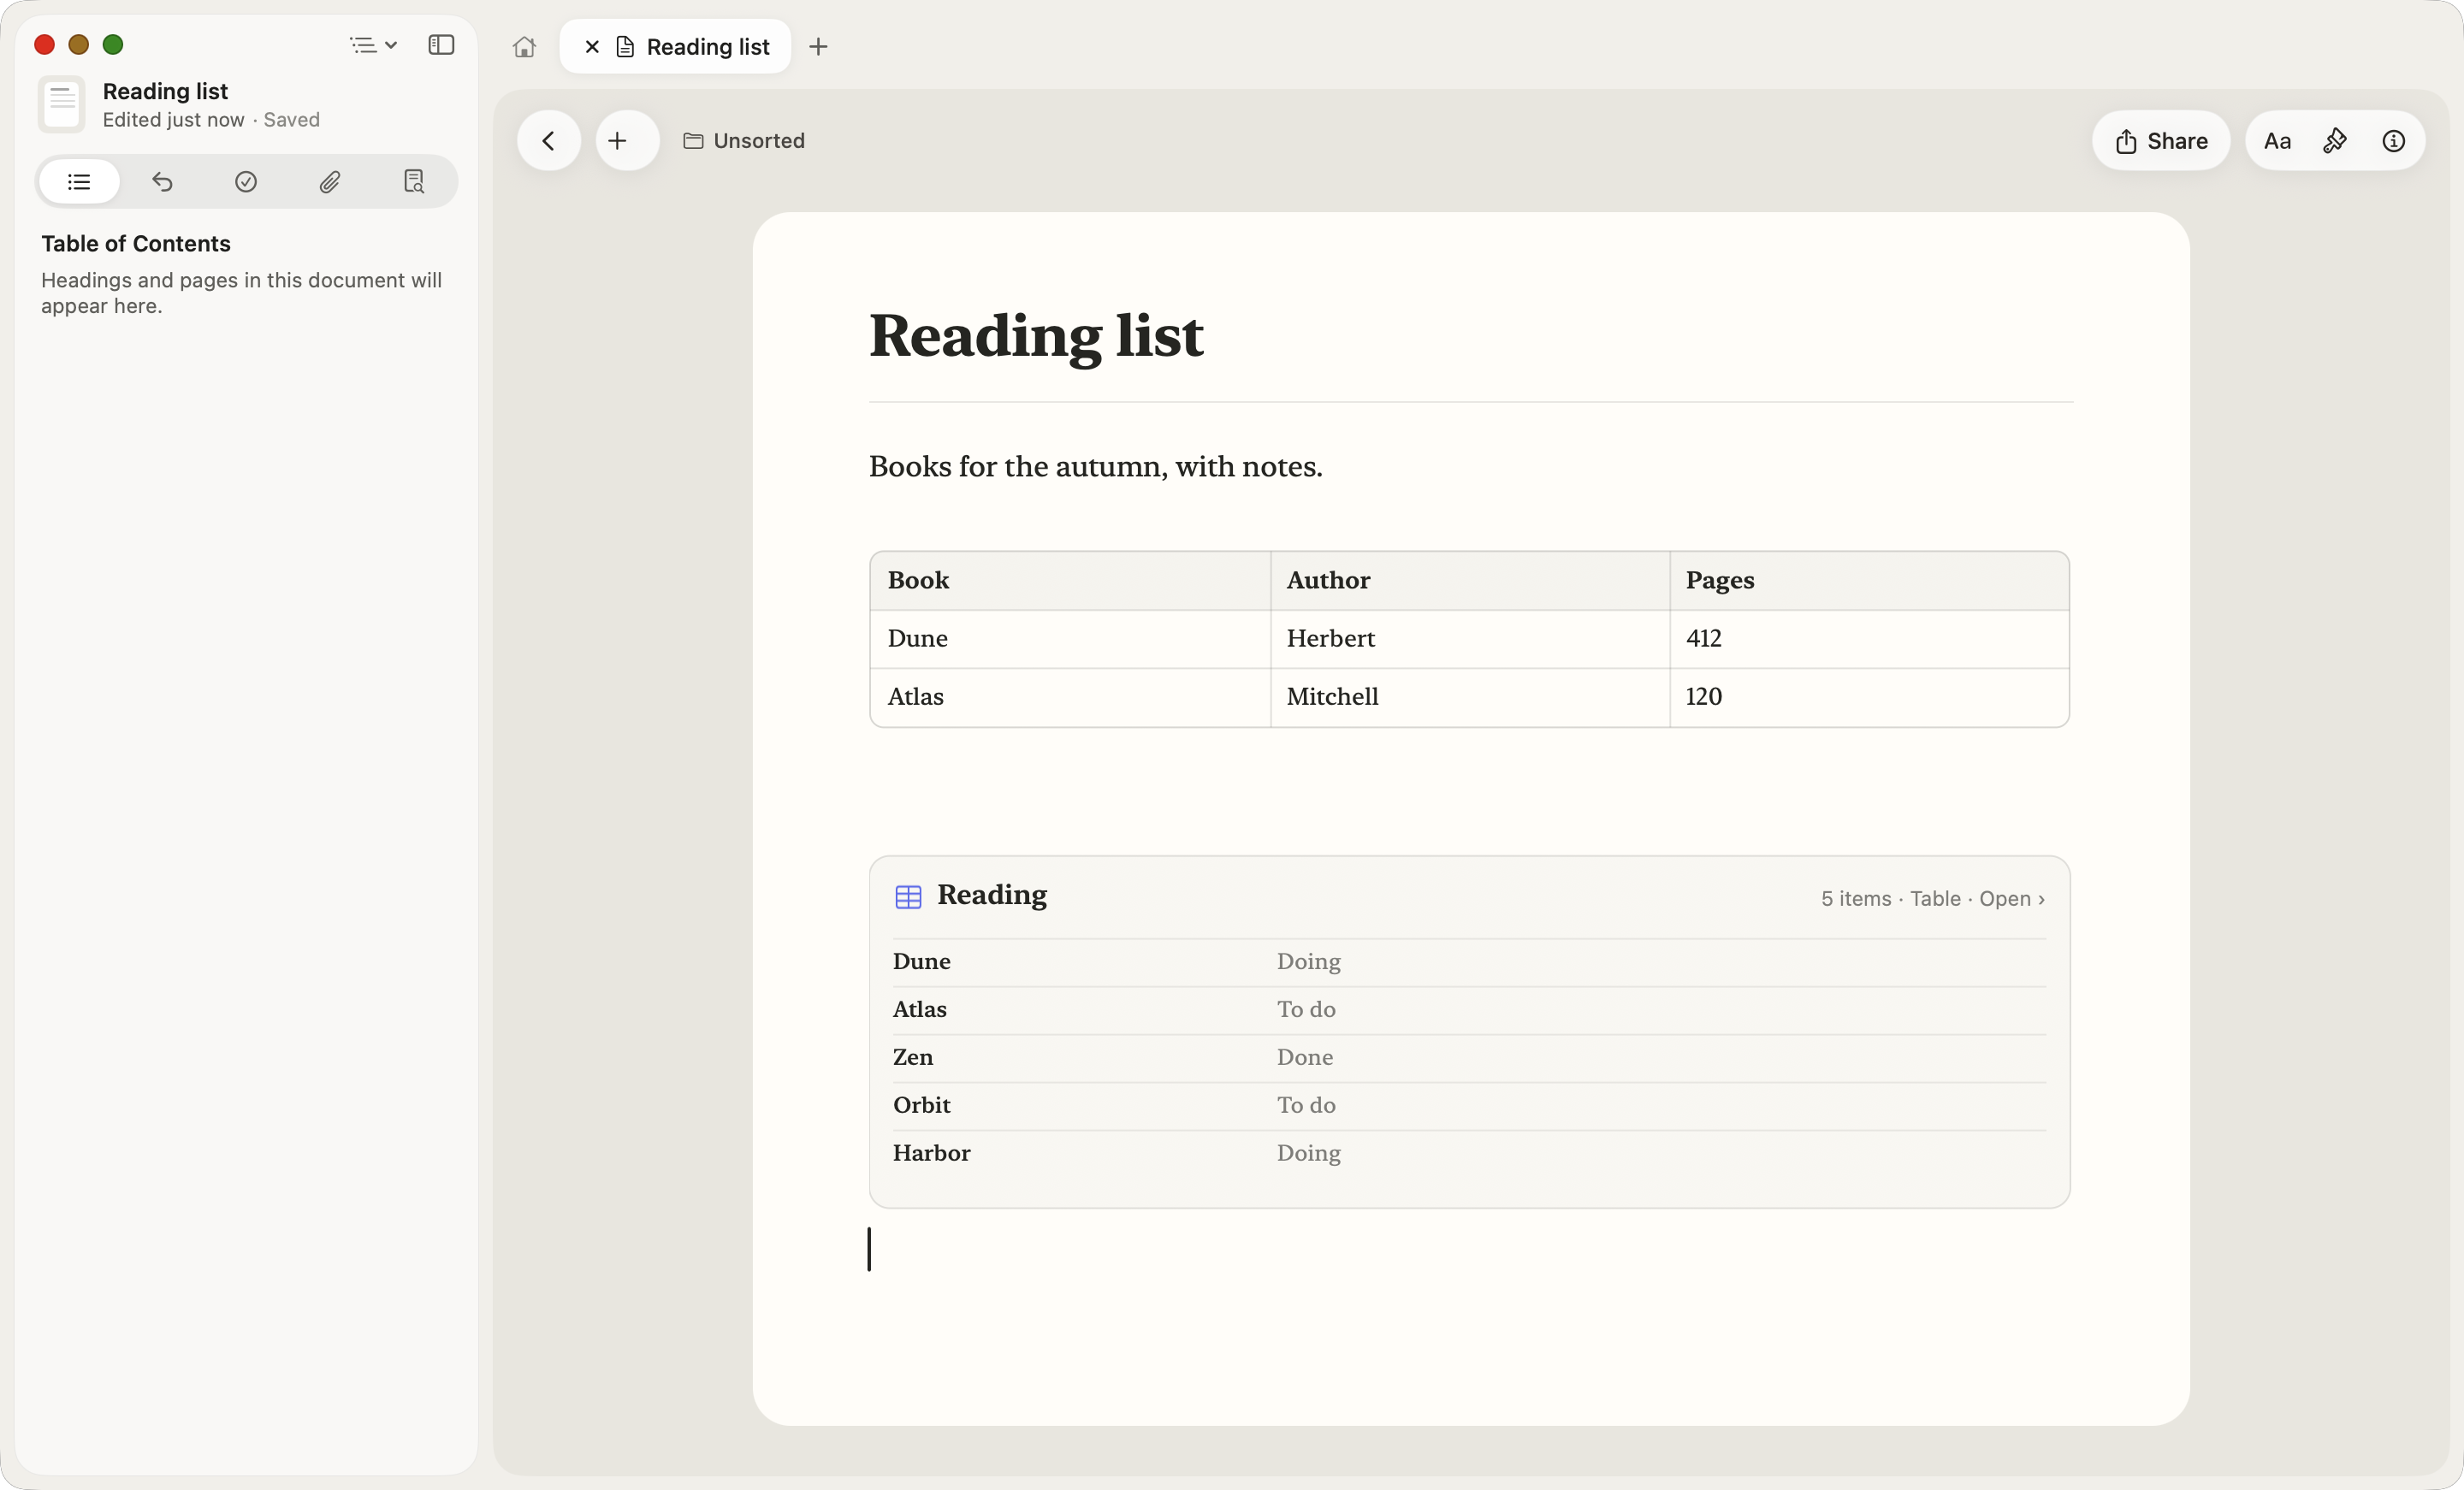 Reading list
Edited just now · Saved
Table of Contents
Headings and pages in this document will
appear here.
Reading list
Unsorted
Share
Aa
Reading list
Books for the autumn, with notes.
Book Author Pages
Dune Herbert 412
Atlas Mitchell 120
Reading 5 items · Table · Open ›
Dune Doing
Atlas To do
Zen Done
Orbit To do
Harbor Doing